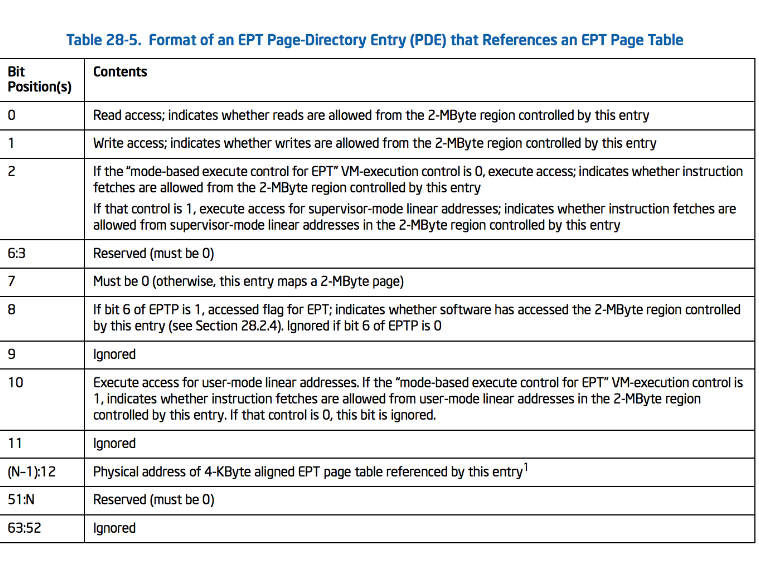 Table 28-5. Format of an EPT Page-Directory Entry (PDE) that References an EPT Page Table
Bit
Position(s)
Contents
0
Read access; indicates whether reads are allowed from the 2-MByte region controlled by this entry
1
Write access; indicates whether writes are allowed from the 2-MByte region controlled by this entry
2
If the “mode-based execute control for EPT” VM-execution control is 0, execute access; indicates whether instruction
fetches are allowed from the 2-MByte region controlled by this entry
If that control is 1, execute access for supervisor-mode linear addresses; indicates whether instruction fetches are
allowed from supervisor-mode linear addresses in the 2-MByte region controlled by this entry
6:3
Reserved (must be 0)
7
Must be 0 (otherwise, this entry maps a 2-MByte page)
8
If bit 6 of EPTP is 1, accessed flag for EPT; indicates whether software has accessed the 2-MByte region controlled
by this entry (see Section 28.2.4). Ignored if bit 6 of EPTP is 0
9
Ignored
10
Execute access for user-mode linear addresses. If the “mode-based execute control for EPT” VM-execution control is
1, indicates whether instruction fetches are allowed from user-mode linear addresses in the 2-MByte region
controlled by this entry. If that control is 0, this bit is ignored.
11
Ignored
(N–1):12
Physical address of 4-KByte aligned EPT page table referenced by this entry1
51:N
Reserved (must be 0)
63:52
Ignored